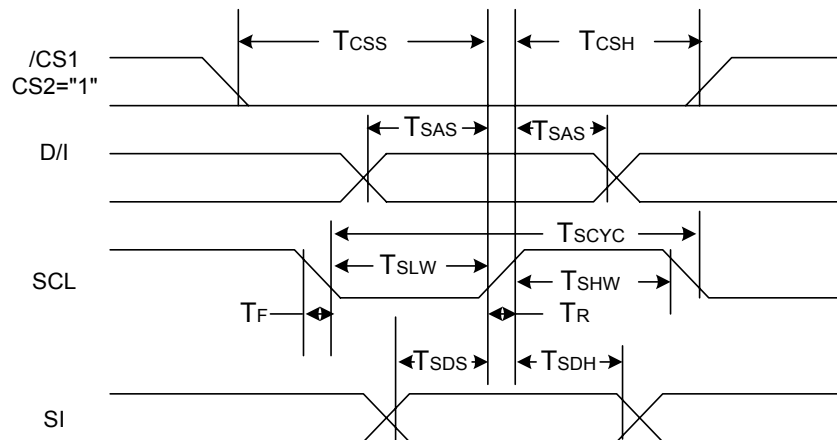 TCSS
TCSH
/CS1
CS2="1"
TSAS
TSAS
D/I
TSCYC
TSLW
SCL
TSHW
TF
TR
TSDS
TSDH
SI